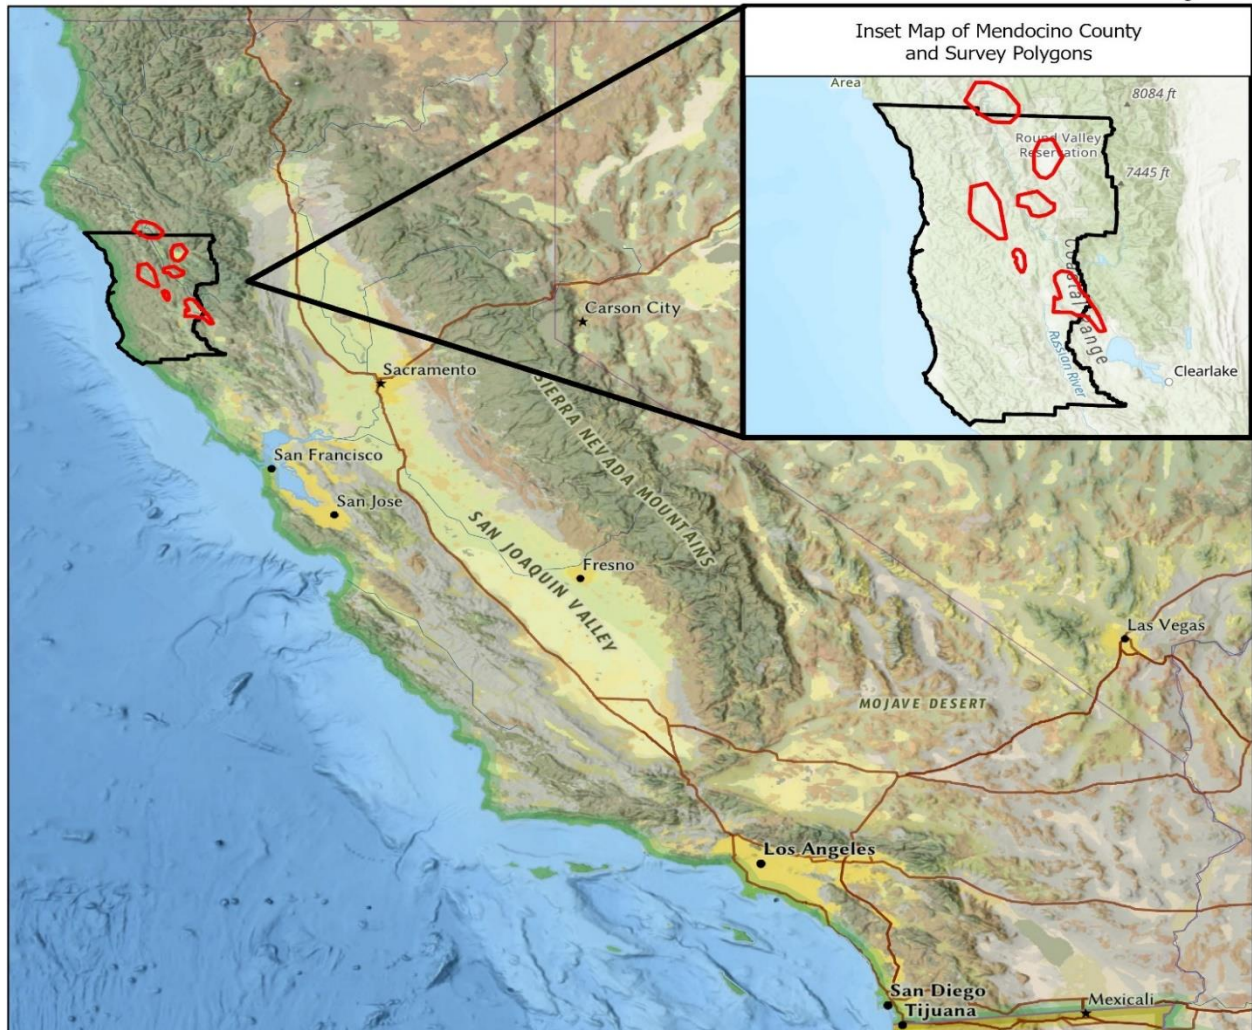 Inset Map of Mendocino County
and Survey Polygons
Area
8084 ft
Round Valley
Reservation
7445 ft
Coastal Range
Russian River
Clearlake
Carson City
Sacramento
SIERRA NEVADA MOUNTAINS
San Francisco
San Jose
SAN JOAQUIN VALLEY
Fresno
Las Vegas
MOJAVE DESERT
Los Angeles
San Diego
Tijuana
Mexicali